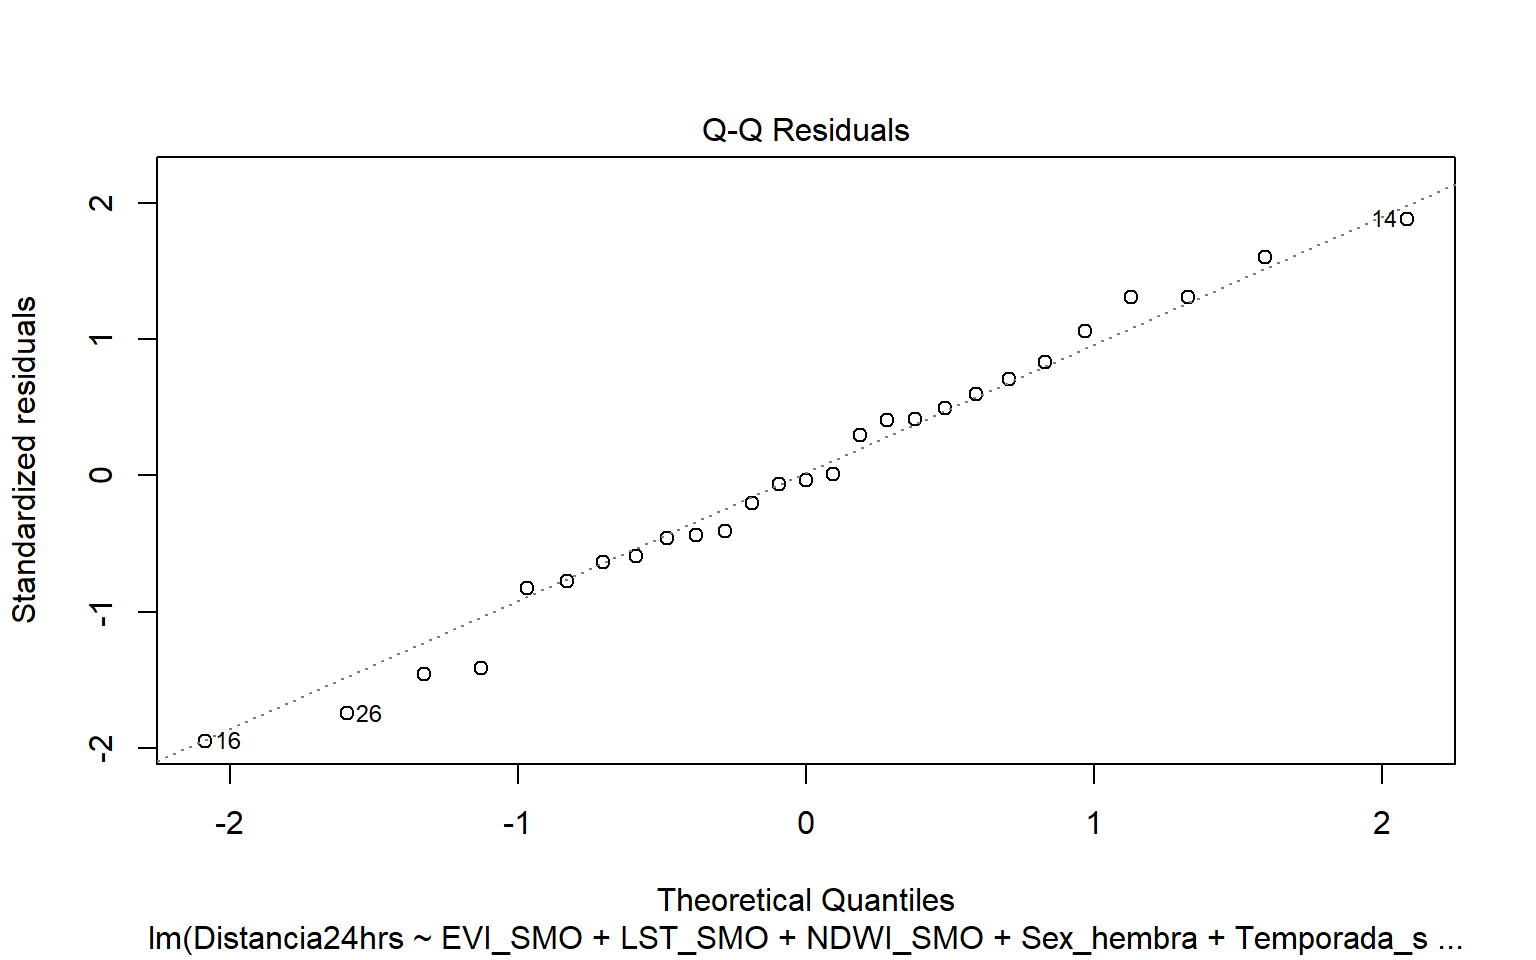 Q-Q Residuals
Standardized residuals
2
1
0
-1
-2
14
26
16
-2 -1 0 1 2
Theoretical Quantiles
lm(Distancia24hrs ~ EVI_SMO + LST_SMO + NDWI_SMO + Sex_hembra + Temporada_s ...